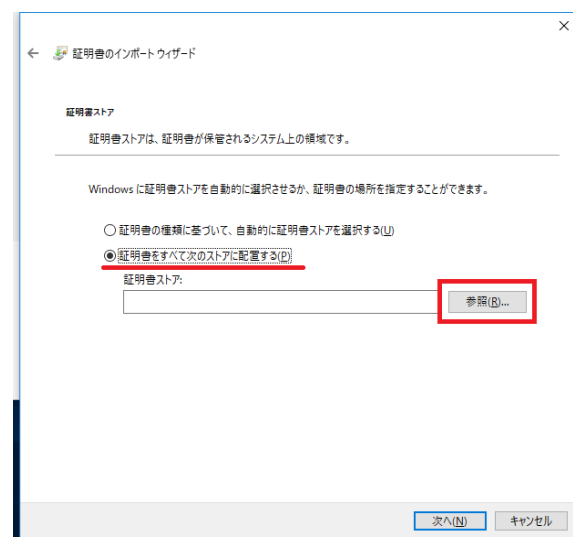 証明書のインポート ウィザード
証明書ストア
証明書ストアは、証明書が保管されるシステム上の領域です。
Windows に証明書ストアを自動的に選択させるか、証明書の場所を指定することができます。
証明書の種類に基づいて、自動的に証明書ストアを選択する(U)
証明書をすべて次のストアに配置する(P)
証明書ストア:
参照(R)...
次へ(N) キャンセル